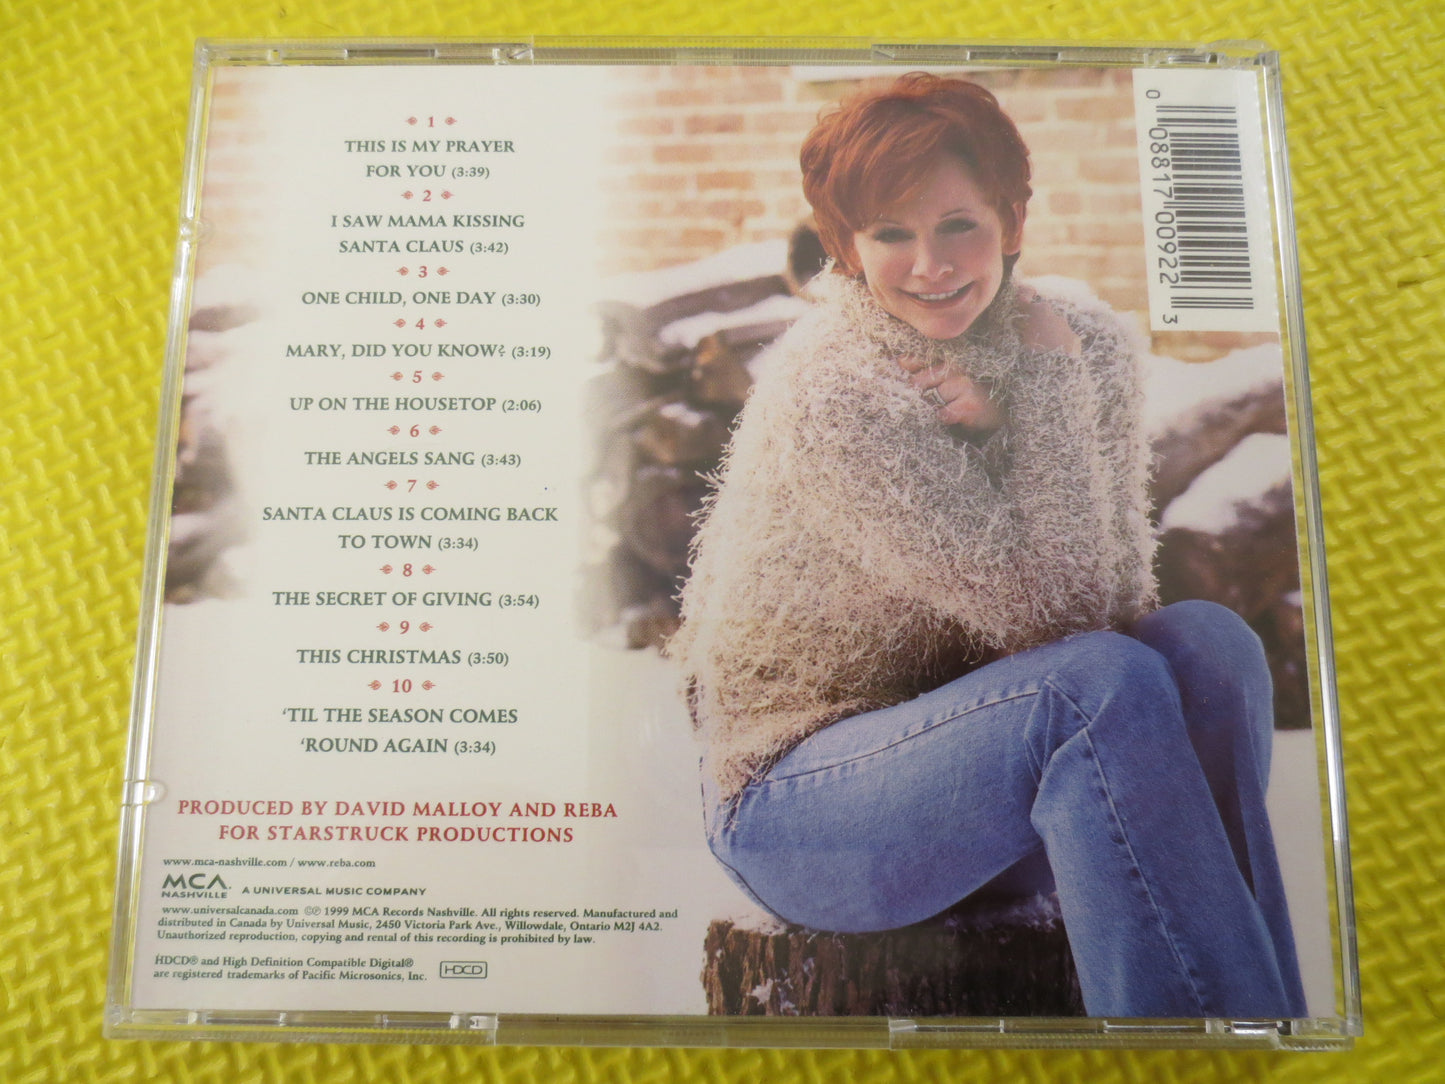 1
THIS IS MY PRAYER
FOR YOU (3:39)
2
I SAW MAMA KISSING
SANTA CLAUS (3:42)
3
ONE CHILD, ONE DAY (3:30)
4
MARY, DID YOU KNOW? (3:19)
5
UP ON THE HOUSETOP (2:06)
6
THE ANGELS SANG (3:43)
7
SANTA CLAUS IS COMING BACK
TO TOWN (3:34)
8
THE SECRET OF GIVING (3:54)
9
THIS CHRISTMAS (3:50)
10
'TIL THE SEASON COMES
'ROUND AGAIN (3:34)
PRODUCED BY DAVID MALLOY AND REBA
FOR STARSTRUCK PRODUCTIONS
www.mca-nashville.com / www.reba.com
MCA NASHVILLE A UNIVERSAL MUSIC COMPANY
www.universalcanada.com ©℗ 1999 MCA Records Nashville. All rights reserved. Manufactured and
distributed in Canada by Universal Music, 2450 Victoria Park Ave., Willowdale, Ontario M2J 4A2.
Unauthorized reproduction, copying and rental of this recording is prohibited by law.
HDCD® and High Definition Compatible Digital®
are registered trademarks of Pacific Microsonics, Inc. HDCD
0 08817 00922 3